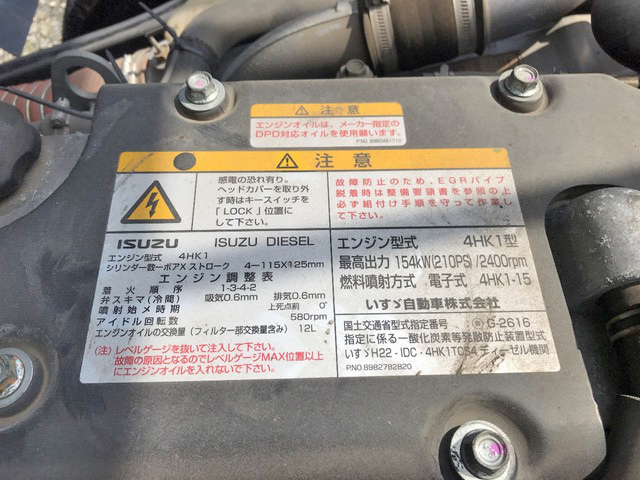 ⚠ 注意
エンジンオイルは、メーカー指定の
DPD対応オイルを使用願います。
P.NO.8980461710
⚠ 注意
感電の恐れ有り。
ヘッドカバーを取り外
す時はキースイッチを
「LOCK」位置に
して下さい。
故障防止のため、EGRパイプ
脱着時は整備要領書を参照の上
必ず組付け手順を守って作業し
て下さい。
ISUZU ISUZU DIESEL
エンジン型式 4HK1
シリンダー数−ボアX ストローク 4−115X125mm
エンジン調整表
着火順序 1-3-4-2
弁スキマ(冷間) 吸気0.6mm 排気0.6mm
噴射始メ時期 上死点前 0°
アイドル回転数 580rpm
エンジンオイルの交換量(フィルター部交換量含み) 12L
(注)レベルゲージを抜いて注入して下さい。
故障の原因となるのでレベルゲージMAX位置以上
にエンジンオイルを入れないで下さい。
エンジン型式 4HK1型
最高出力 154kW(210PS)/2400rpm
燃料噴射方式 電子式 4HK1-15
いすゞ自動車株式会社
国土交通省型式指定番号 G-2616
指定に係る一酸化炭素等発散防止装置型式
いすゞH22・IDC・4HK1TCS4 ディーゼル機関
P.NO.8982782820